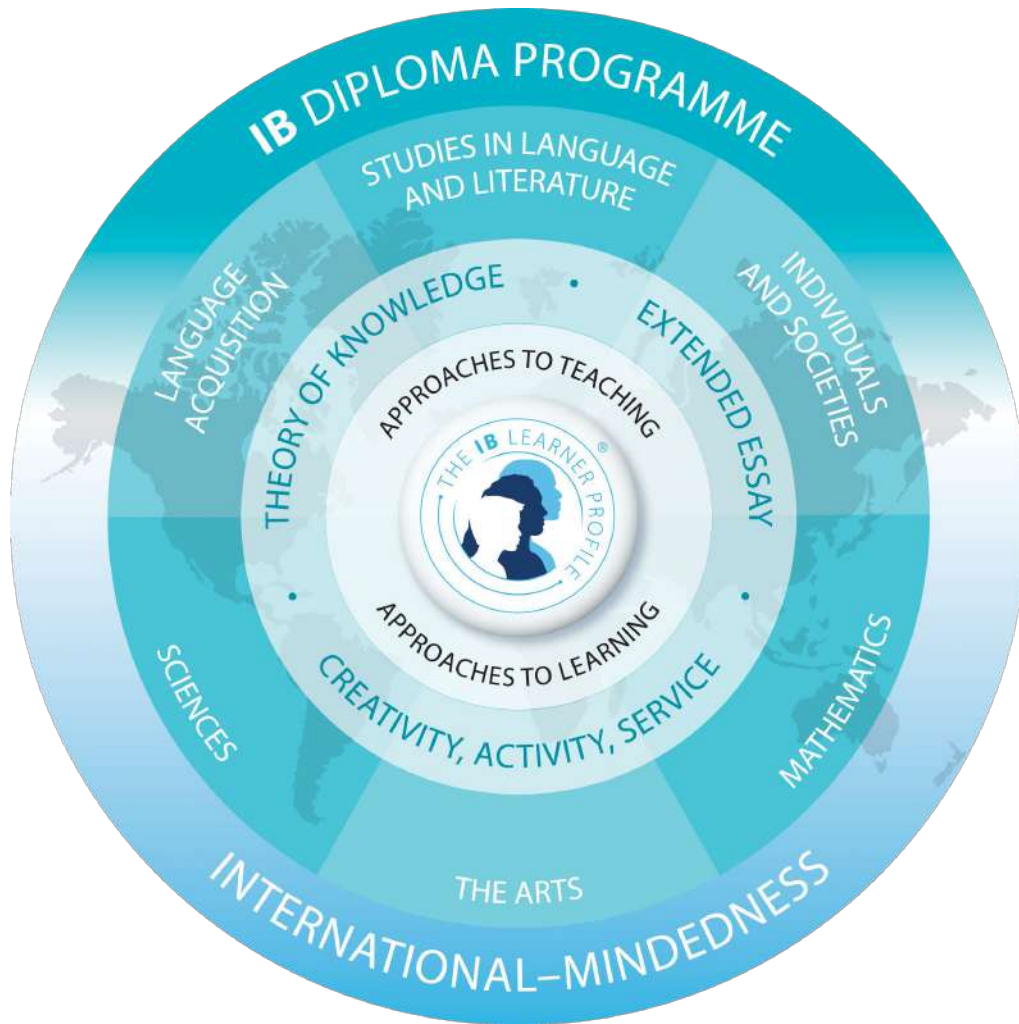 IB DIPLOMA PROGRAMME
STUDIES IN LANGUAGE
AND LITERATURE
LANGUAGE
ACQUISITION
INDIVIDUALS
AND SOCIETIES
THEORY OF KNOWLEDGE
•
EXTENDED ESSAY
APPROACHES TO TEACHING
• THE IB LEARNER PROFILE •
®
APPROACHES TO LEARNING
•
CREATIVITY, ACTIVITY, SERVICE
•
SCIENCES
MATHEMATICS
THE ARTS
INTERNATIONAL–MINDEDNESS